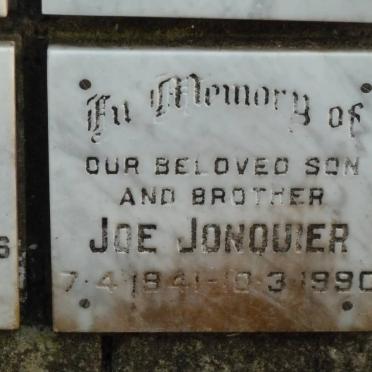 In Memory of
OUR BELOVED SON
AND BROTHER
JOE JONQUIER
7·4·1941-10·3·1990